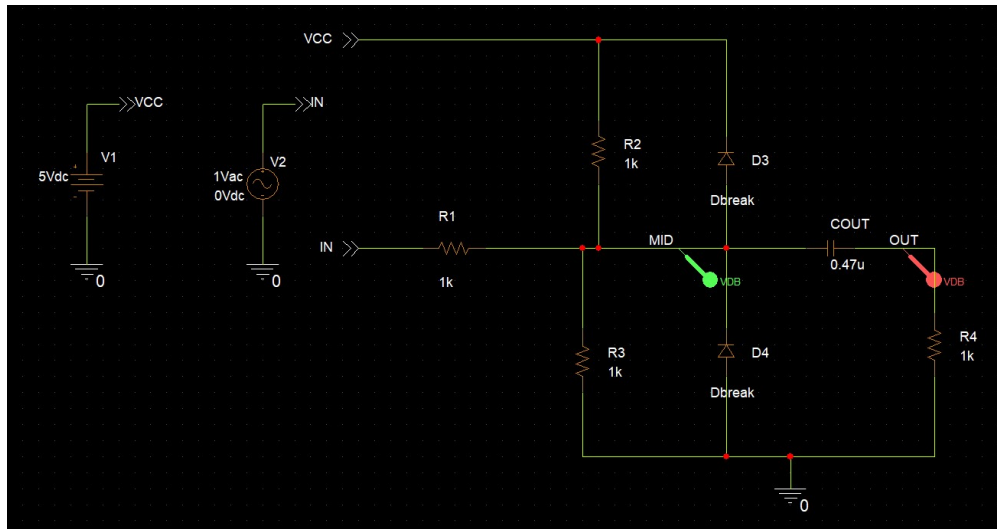 VCC
VCC
IN
V1
5Vdc
+
-
0
V2
1Vac
0Vdc
0
R2
1k
D3
Dbreak
IN
R1
1k
MID
VDB
COUT
0.47u
OUT
VDB
R3
1k
D4
Dbreak
R4
1k
0